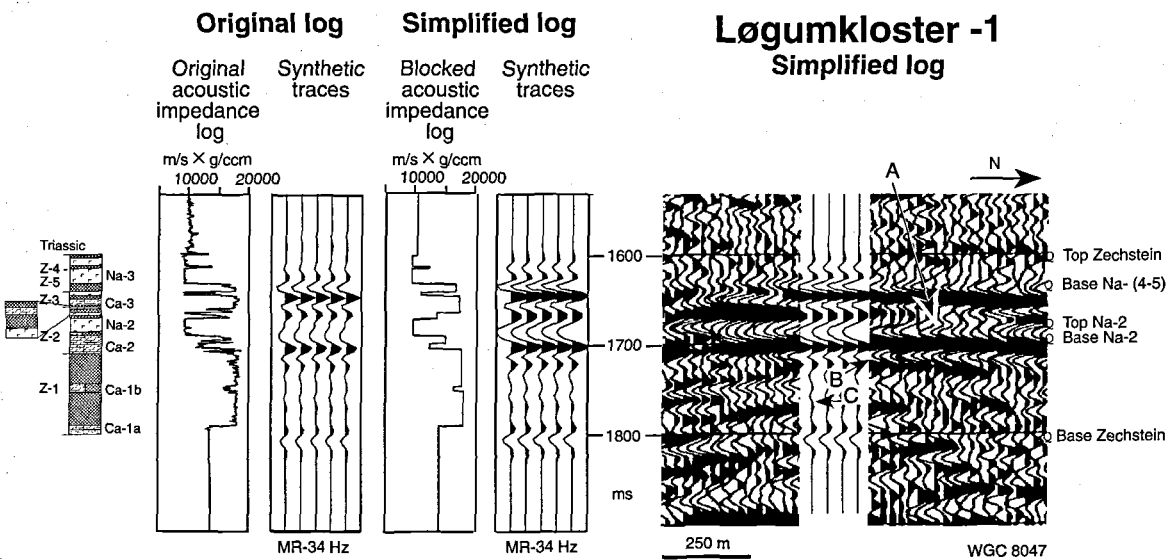 Original log
Simplified log
Løgumkloster -1
Simplified log
Original
acoustic
impedance
log
Synthetic
traces
Blocked
acoustic
impedance
log
Synthetic
traces
m/s × g/ccm
10000 20000
m/s × g/ccm
10000 20000
A
N
Triassic
Z-4
Z-5
Z-3
Z-2
Z-1
Na-3
Ca-3
Na-2
Ca-2
Ca-1b
Ca-1a
1600
1700
1800
ms
B
C
Top Zechstein
Base Na- (4-5)
Top Na-2
Base Na-2
Base Zechstein
MR-34 Hz
MR-34 Hz
250 m
WGC 8047